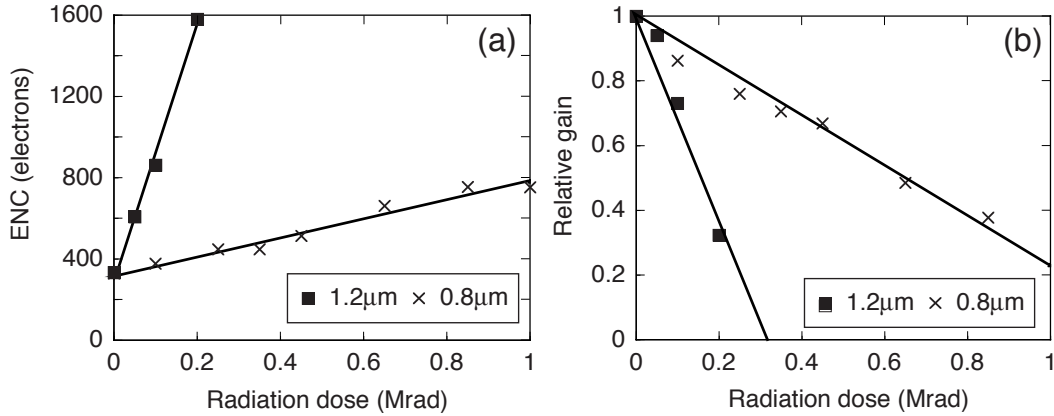 1600
1200
800
400
0
ENC (electrons)
0 0.2 0.4 0.6 0.8 1
Radiation dose (Mrad)
(a)
1.2μm 0.8μm
1
0.8
0.6
0.4
0.2
0
Relative gain
0 0.2 0.4 0.6 0.8 1
Radiation dose (Mrad)
(b)
1.2μm 0.8μm